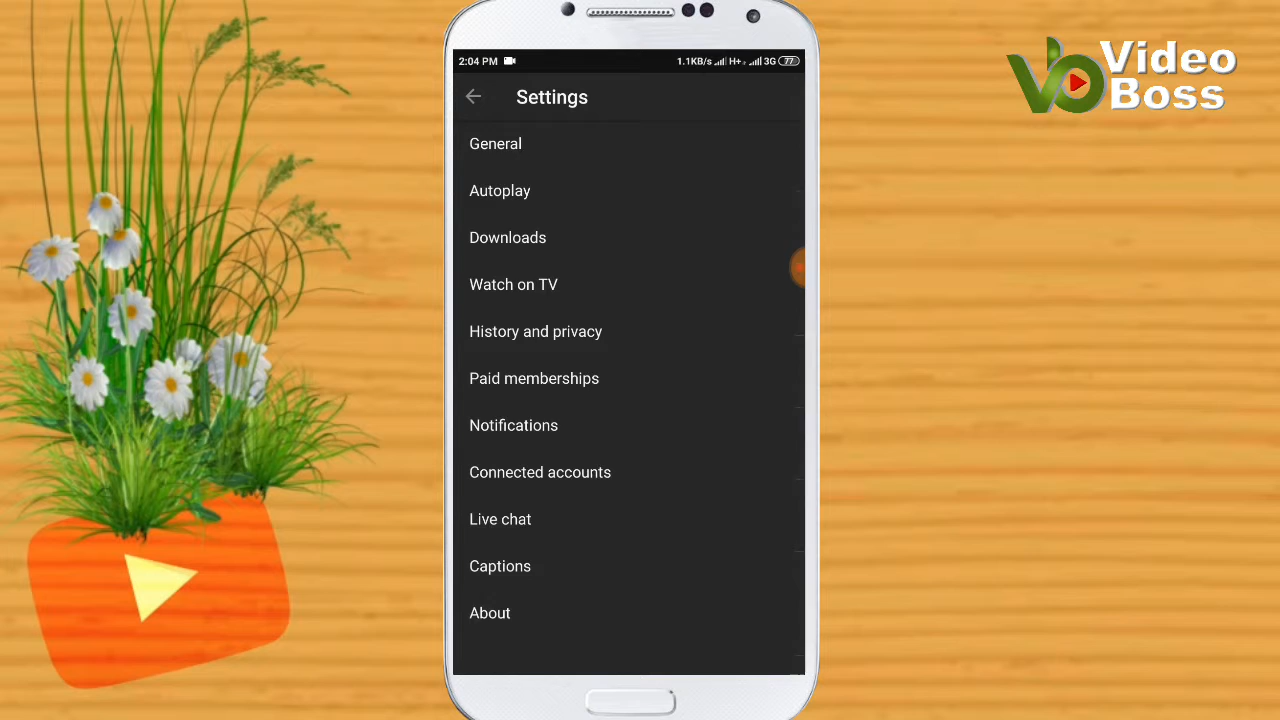 Video
Boss
2:04 PM
1.1KB/s H+ 3G 77
Settings
General
Autoplay
Downloads
Watch on TV
History and privacy
Paid memberships
Notifications
Connected accounts
Live chat
Captions
About